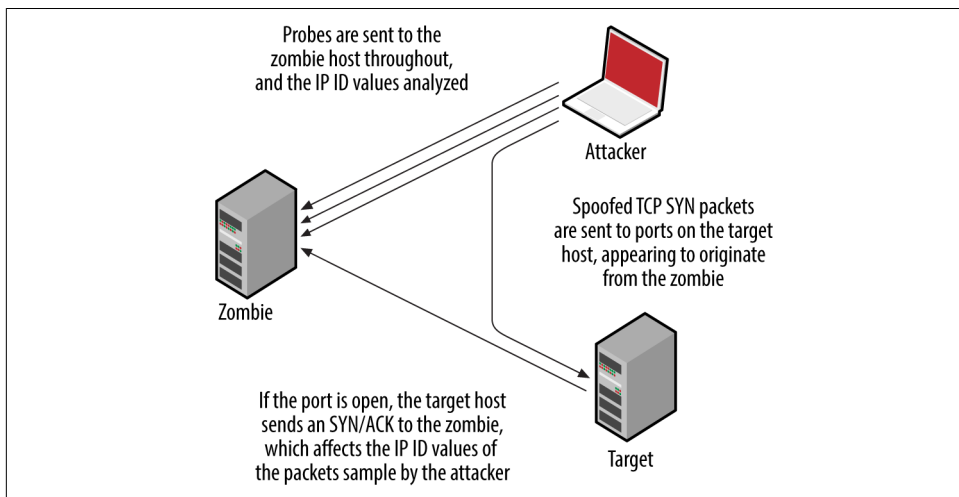 Probes are sent to the
zombie host throughout,
and the IP ID values analyzed
Attacker
Spoofed TCP SYN packets
are sent to ports on the target
host, appearing to originate
from the zombie
Zombie
If the port is open, the target host
sends an SYN/ACK to the zombie,
which affects the IP ID values of
the packets sample by the attacker
Target